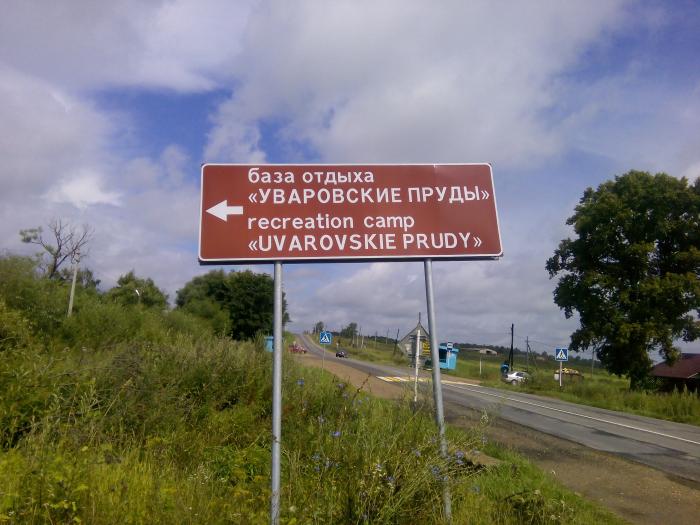 база отдыха
«УВАРОВСКИЕ ПРУДЫ»
recreation camp
«UVAROVSKIE PRUDY»